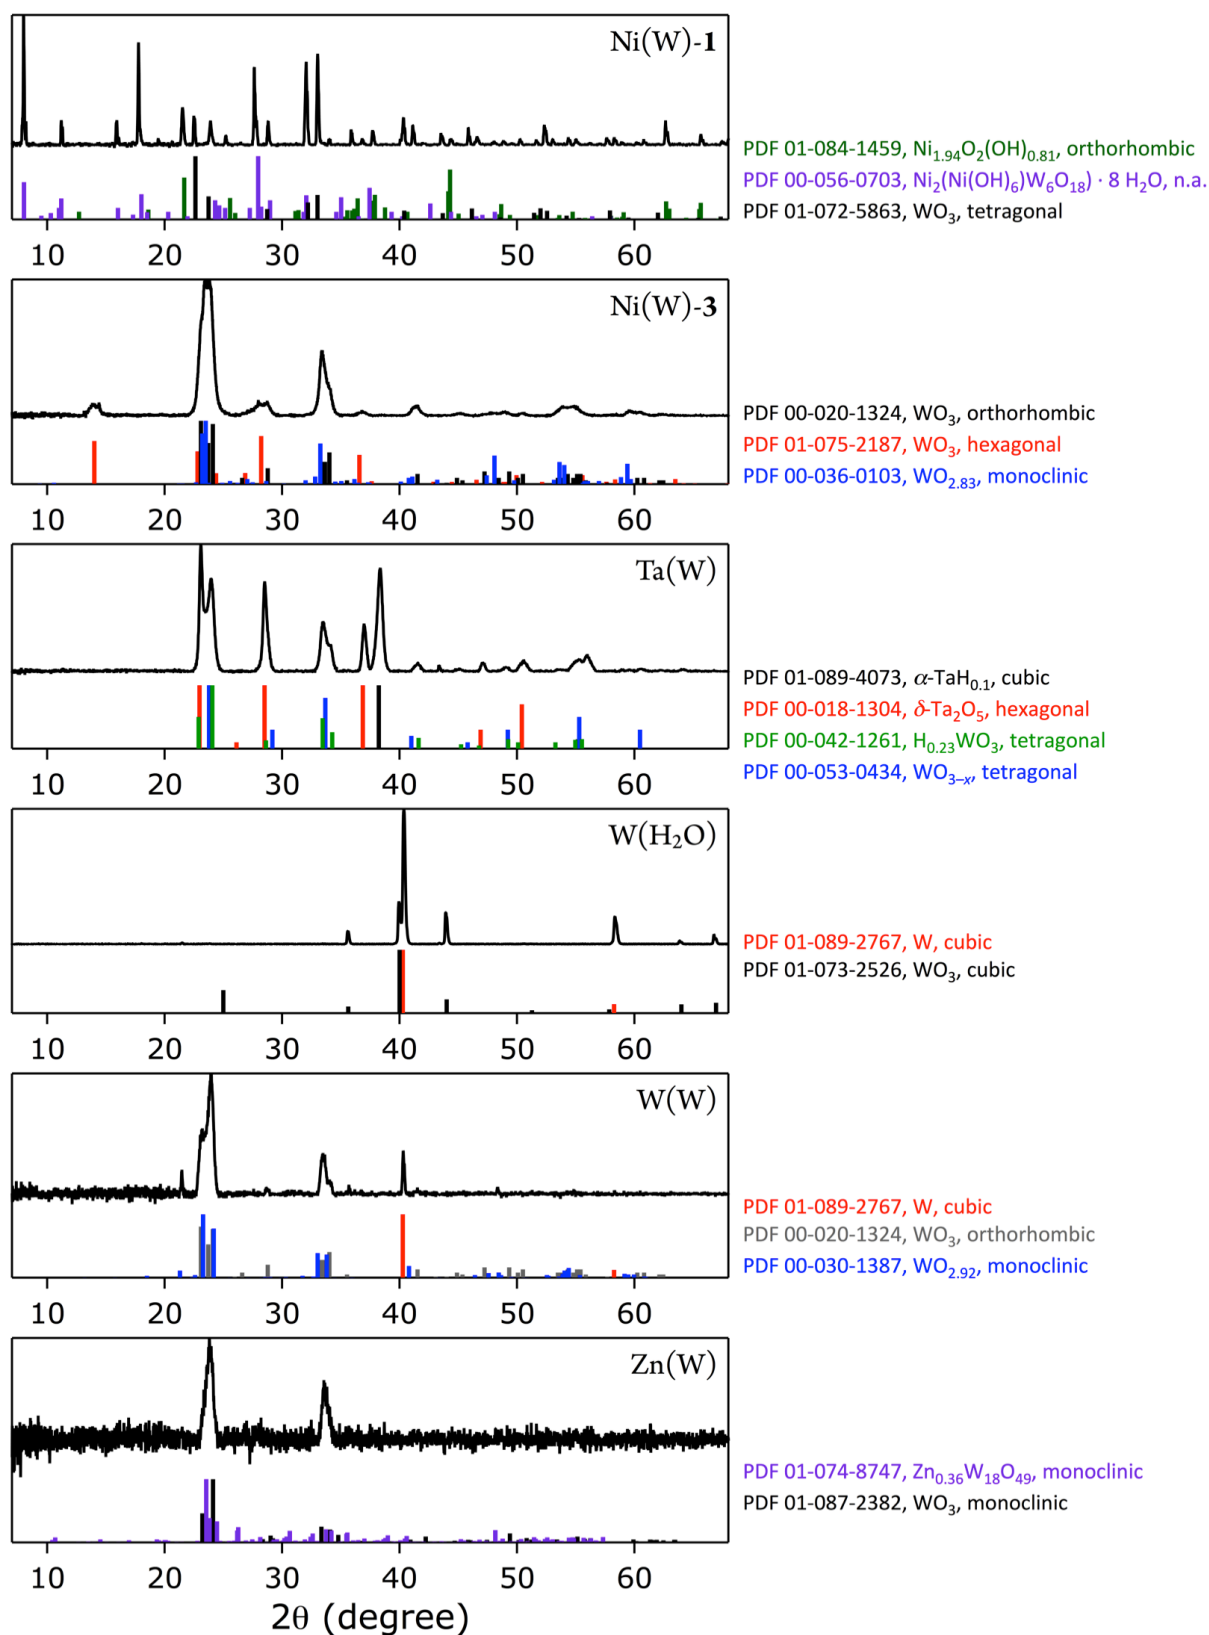 Ni(W)-1
PDF 01-084-1459, Ni₁.₉₄O₂(OH)₀.₈₁, orthorhombic
PDF 00-056-0703, Ni₂(Ni(OH)₆)W₆O₁₈) · 8 H₂O, n.a.
PDF 01-072-5863, WO₃, tetragonal
10 20 30 40 50 60
Ni(W)-3
PDF 00-020-1324, WO₃, orthorhombic
PDF 01-075-2187, WO₃, hexagonal
PDF 00-036-0103, WO₂.₈₃, monoclinic
10 20 30 40 50 60
Ta(W)
PDF 01-089-4073, α-TaH₀.₁, cubic
PDF 00-018-1304, δ-Ta₂O₅, hexagonal
PDF 00-042-1261, H₀.₂₃WO₃, tetragonal
PDF 00-053-0434, WO₃₋ₓ, tetragonal
10 20 30 40 50 60
W(H₂O)
PDF 01-089-2767, W, cubic
PDF 01-073-2526, WO₃, cubic
10 20 30 40 50 60
W(W)
PDF 01-089-2767, W, cubic
PDF 00-020-1324, WO₃, orthorhombic
PDF 00-030-1387, WO₂.₉₂, monoclinic
10 20 30 40 50 60
Zn(W)
PDF 01-074-8747, Zn₀.₃₆W₁₈O₄₉, monoclinic
PDF 01-087-2382, WO₃, monoclinic
10 20 30 40 50 60
2θ (degree)